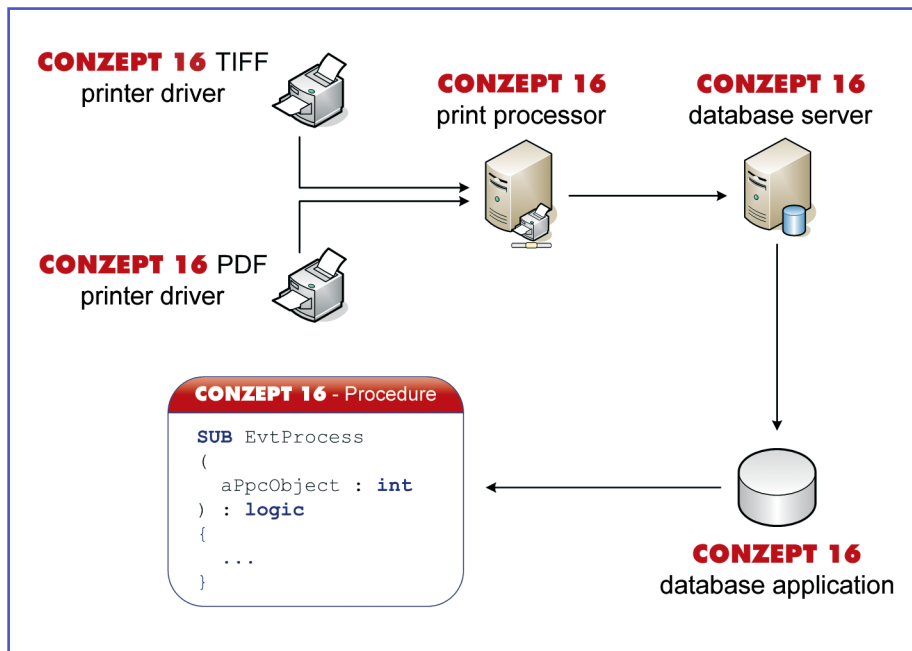 CONZEPT 16 TIFF
printer driver
CONZEPT 16
print processor
CONZEPT 16
database server
CONZEPT 16 PDF
printer driver
CONZEPT 16 - Procedure
SUB EvtProcess
(
aPpcObject : int
) : logic
{
...
}
CONZEPT 16
database application